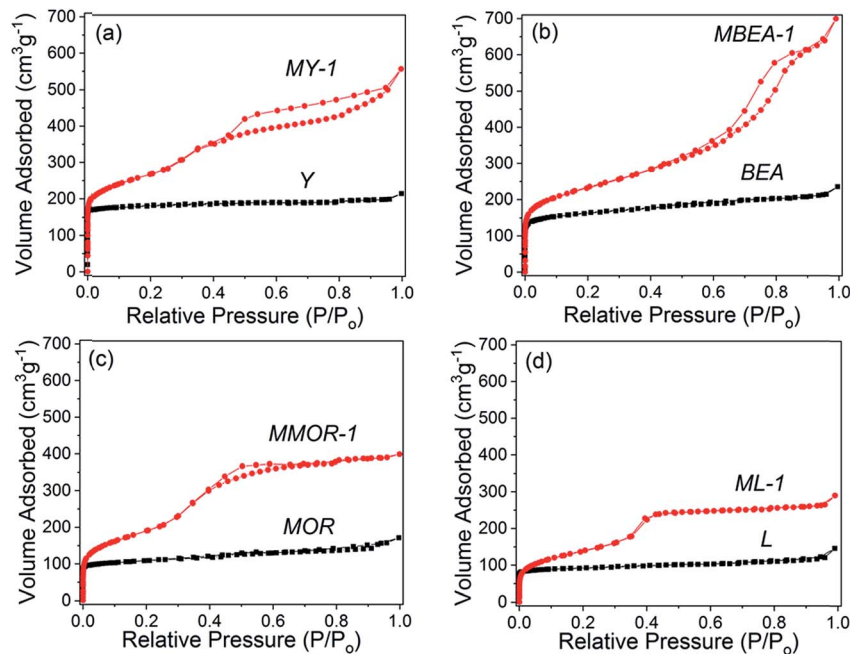 (a)
MY-1
Y
Volume Adsorbed (cm³g⁻¹)
700
600
500
400
300
200
100
0
0.0 0.2 0.4 0.6 0.8 1.0
Relative Pressure (P/Pₒ)
(b)
MBEA-1
BEA
Volume Adsorbed (cm³g⁻¹)
700
600
500
400
300
200
100
0
0.0 0.2 0.4 0.6 0.8 1.0
Relative Pressure (P/Pₒ)
(c)
MMOR-1
MOR
Volume Adsorbed (cm³g⁻¹)
700
600
500
400
300
200
100
0
0.0 0.2 0.4 0.6 0.8 1.0
Relative Pressure (P/Pₒ)
(d)
ML-1
L
Volume Adsorbed (cm³g⁻¹)
700
600
500
400
300
200
100
0
0.0 0.2 0.4 0.6 0.8 1.0
Relative Pressure (P/Pₒ)